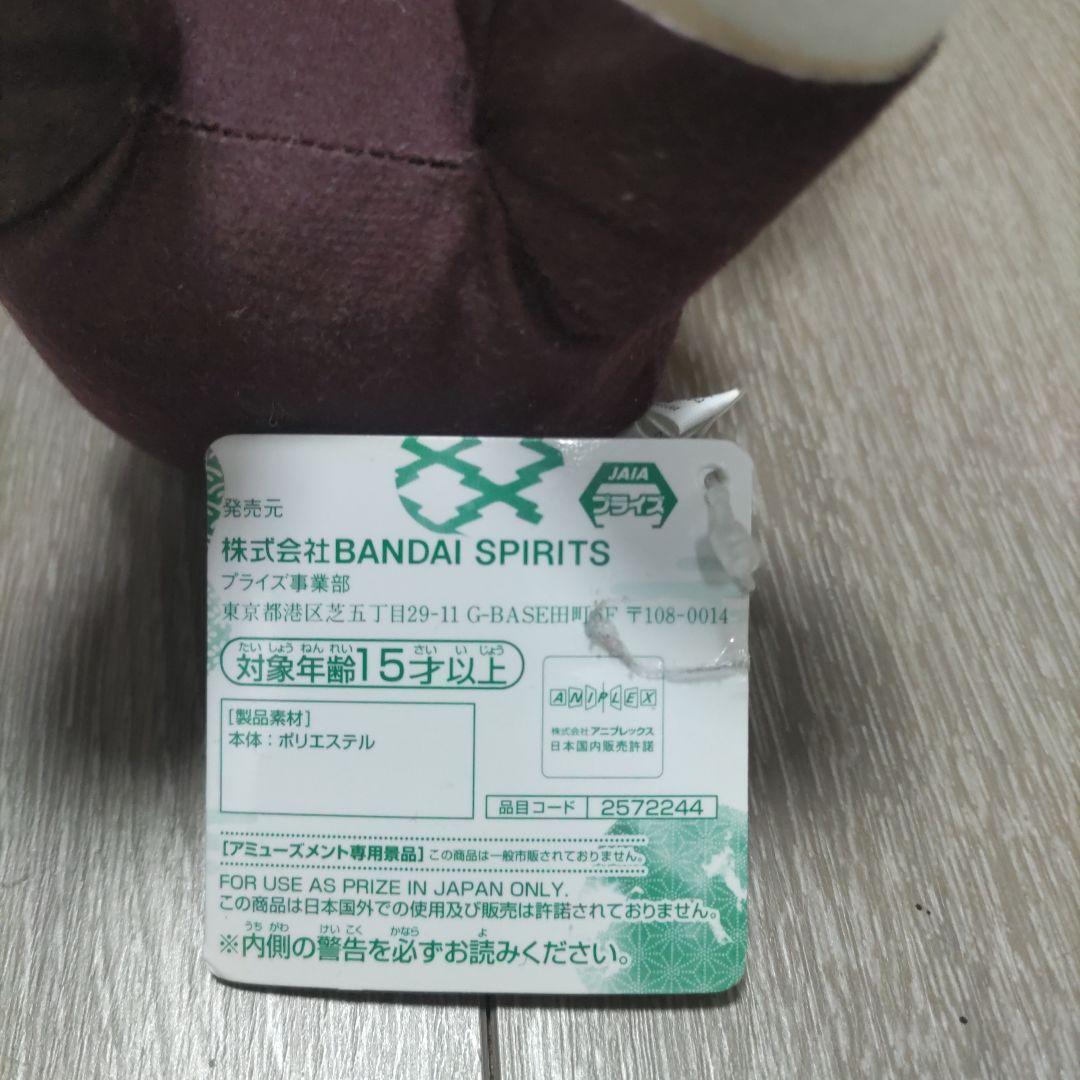 JAIA
プライズ
発売元
株式会社BANDAI SPIRITS
プライズ事業部
東京都港区芝五丁目29-11 G-BASE田町 〒108-0014
たいしょうねんれい さいいじょう
対象年齢15才以上
[製品素材]
本体：ポリエステル
ANIPLEX
株式会社アニプレックス
日本国内販売許諾
品目コード 2572244
[アミューズメント専用景品] この商品は一般市販されておりません。
FOR USE AS PRIZE IN JAPAN ONLY.
この商品は日本国外での使用及び販売は許諾されておりません。
うちがわ けいこく かなら よ
※内側の警告を必ずお読みください。